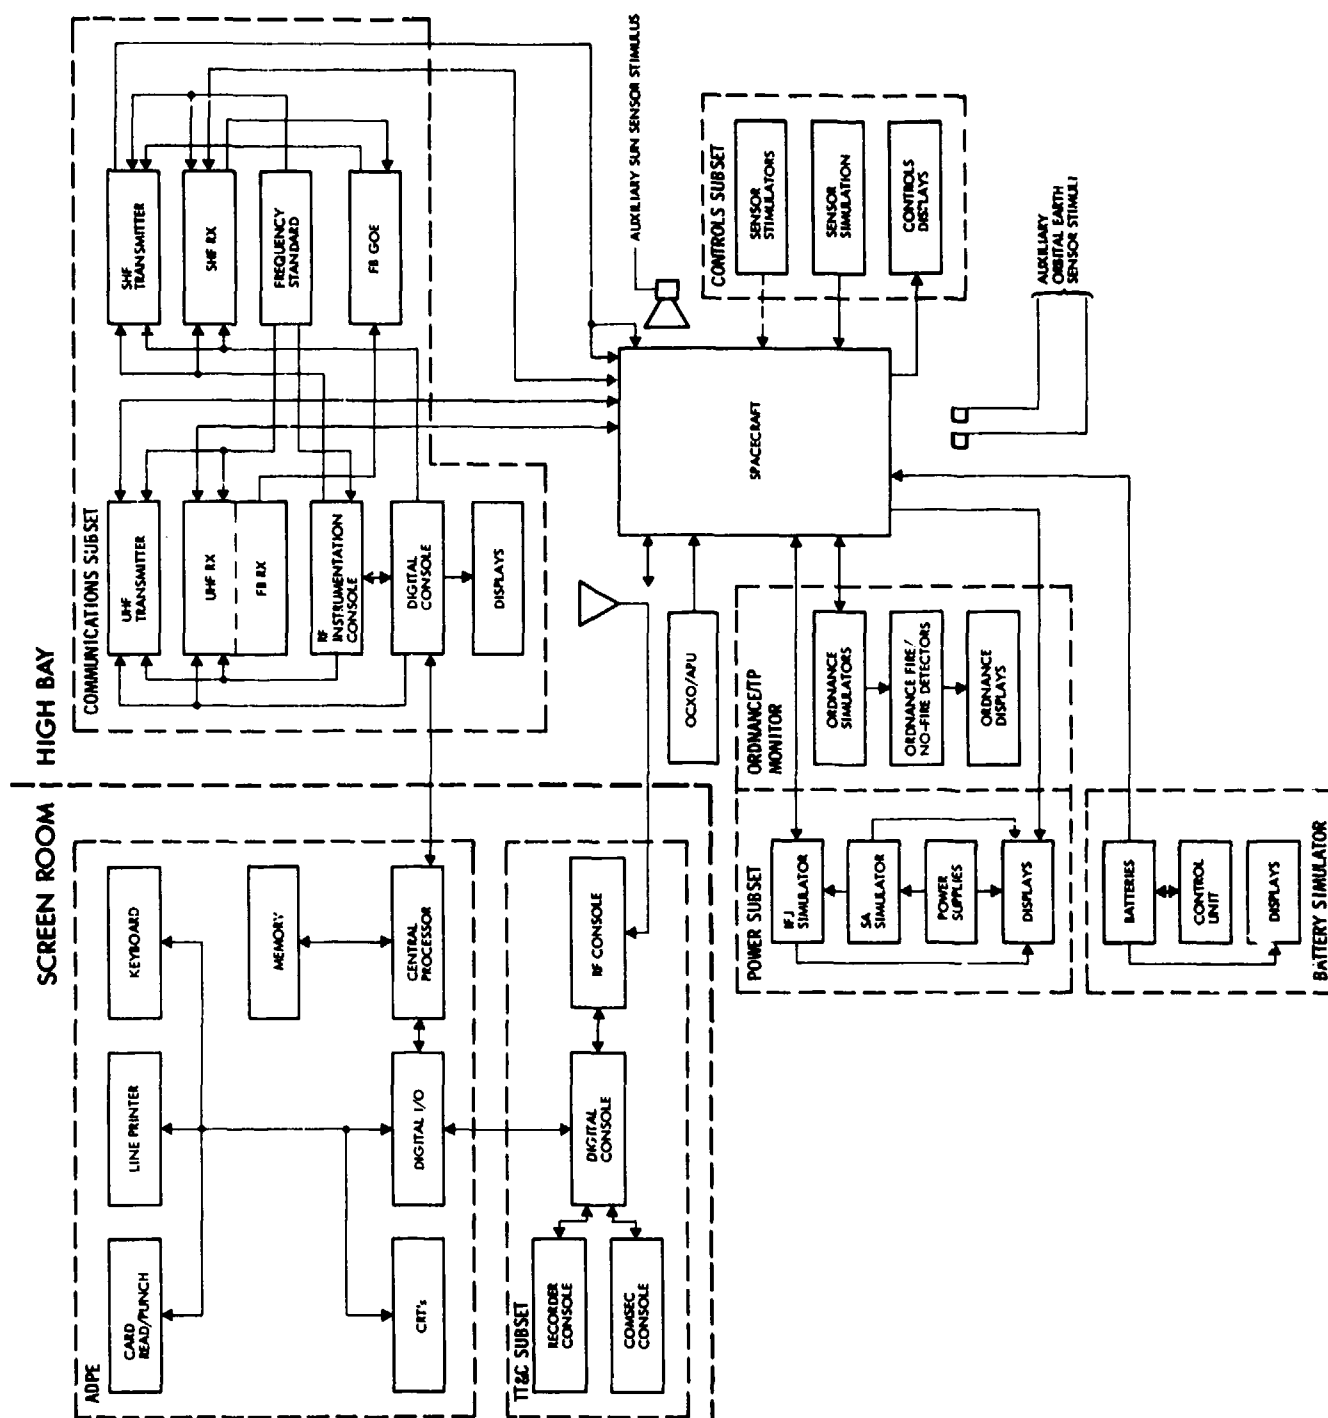 SCREEN ROOM
HIGH BAY
ADPE
CARD
READ/PUNCH
LINE PRINTER
KEYBOARD
MEMORY
CRT's
DIGITAL I/O
CENTRAL
PROCESSOR
TT&C SUBSET
RECORDER
CONSOLE
COMSEC
CONSOLE
DIGITAL
CONSOLE
RF CONSOLE
COMMUNICATIONS SUBSET
UHF
TRANSMITTER
UHF RX
FB RX
RF
INSTRUMENTATION
CONSOLE
DIGITAL
CONSOLE
DISPLAYS
SHF
TRANSMITTER
SHF RX
FREQUENCY
STANDARD
FB GOE
AUXILIARY SUN SENSOR STIMULUS
OCXO/APU
SPACECRAFT
CONTROLS SUBSET
SENSOR
STIMULATORS
SENSOR
SIMULATION
CONTROLS
DISPLAYS
AUXILIARY
ORBITAL EARTH
SENSOR STIMULI
POWER SUBSET
IFJ
SIMULATOR
SA
SIMULATOR
POWER
SUPPLIES
DISPLAYS
ORDNANCE/TP
MONITOR
ORDNANCE
SIMULATORS
ORDNANCE FIRE/
NO-FIRE DETECTORS
ORDNANCE
DISPLAYS
BATTERIES
CONTROL
UNIT
DISPLAYS
BATTERY SIMULATOR